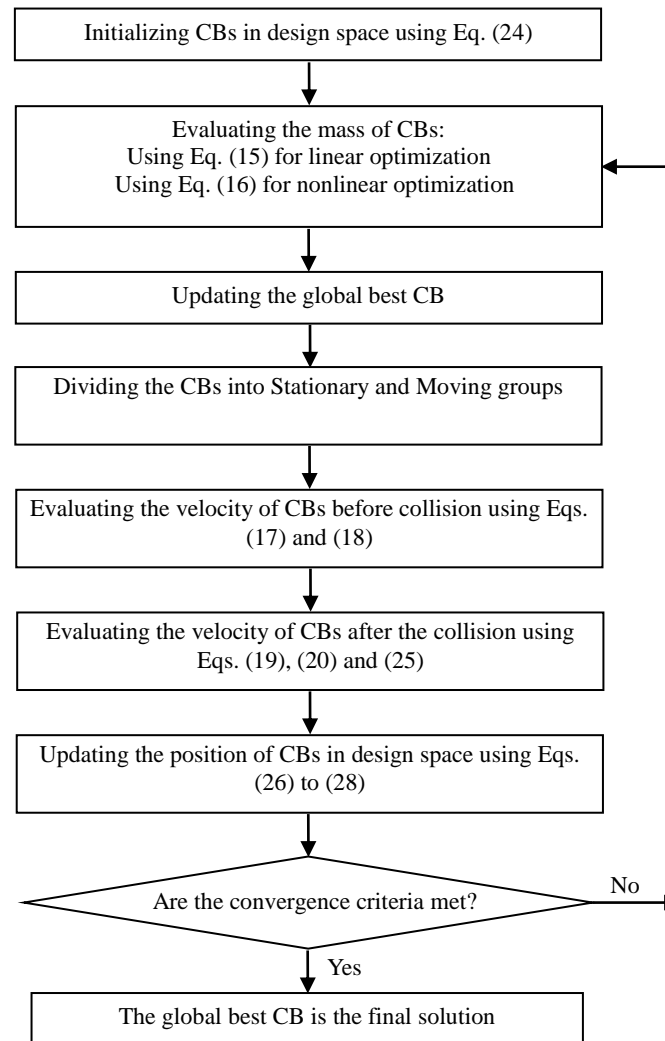 Initializing CBs in design space using Eq. (24)
Evaluating the mass of CBs:
Using Eq. (15) for linear optimization
Using Eq. (16) for nonlinear optimization
Updating the global best CB
Dividing the CBs into Stationary and Moving groups
Evaluating the velocity of CBs before collision using Eqs.
(17) and (18)
Evaluating the velocity of CBs after the collision using
Eqs. (19), (20) and (25)
Updating the position of CBs in design space using Eqs.
(26) to (28)
Are the convergence criteria met?
No
Yes
The global best CB is the final solution